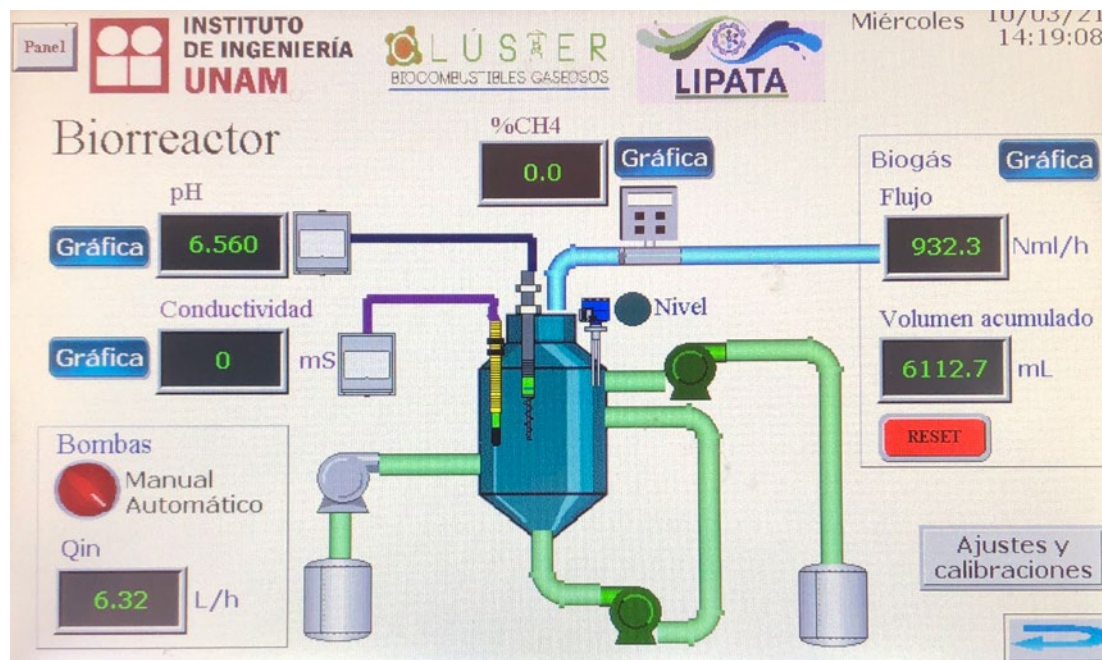 Panel
INSTITUTO
DE INGENIERÍA
UNAM
CLÚSTER
BIOCOMBUSTIBLES GASEOSOS
LIPATA
Miércoles 10/03/21
14:19:08
Biorreactor
%CH4
0.0
Gráfica
Biogás
Gráfica
Flujo
932.3 Nml/h
Volumen acumulado
6112.7 mL
RESET
pH
Gráfica
6.560
Conductividad
Gráfica
0 mS
Nivel
Bombas
Manual
Automático
Qin
6.32 L/h
Ajustes y
calibraciones